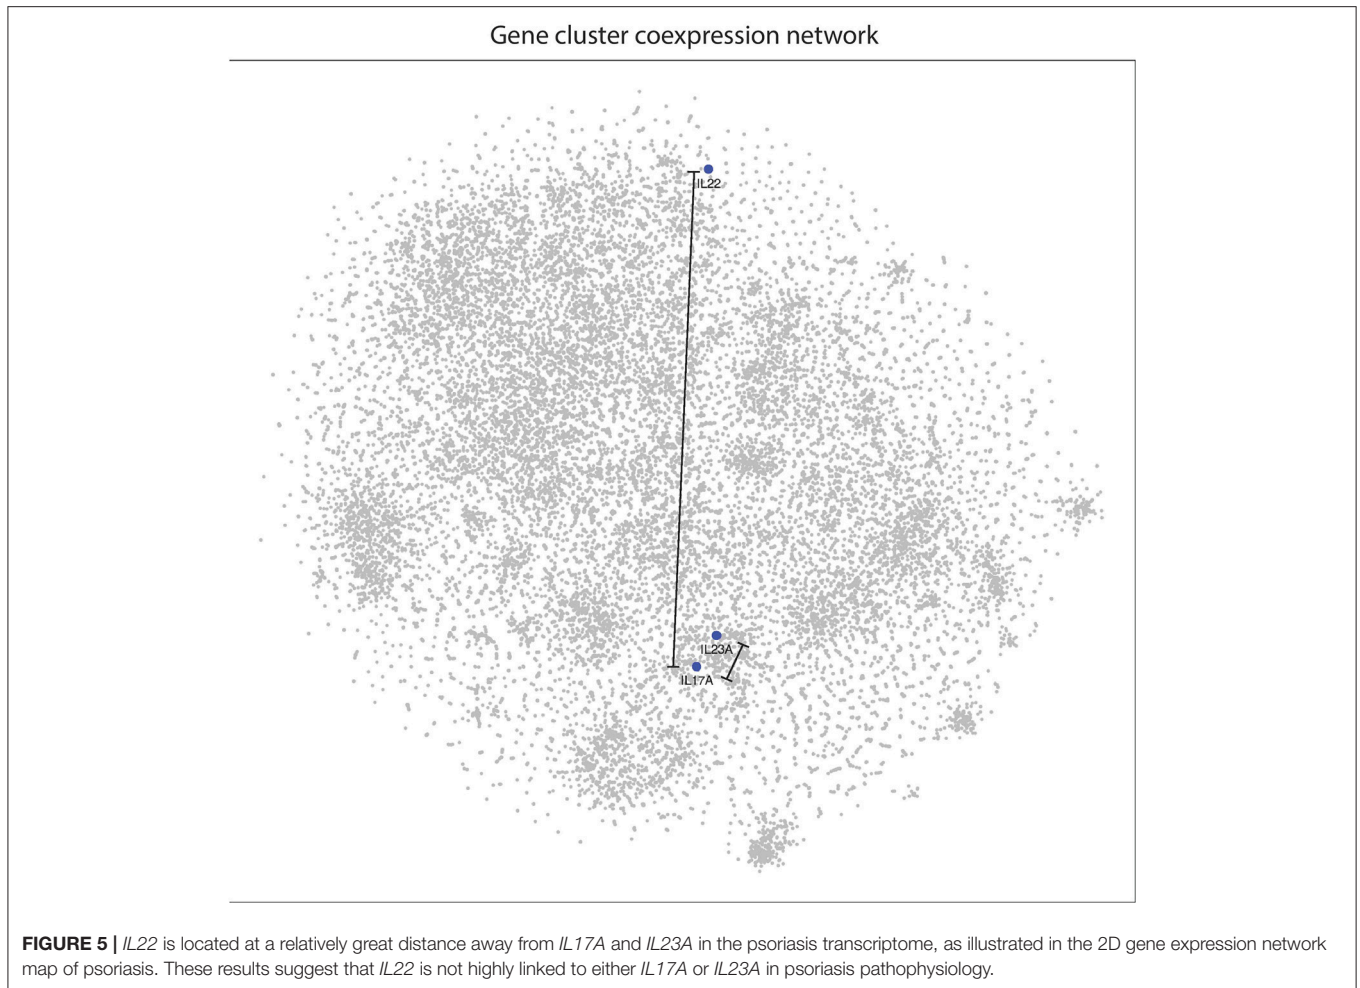 Gene cluster coexpression network
IL22
IL23A
IL17A
FIGURE 5 | IL22 is located at a relatively great distance away from IL17A and IL23A in the psoriasis transcriptome, as illustrated in the 2D gene expression network
map of psoriasis. These results suggest that IL22 is not highly linked to either IL17A or IL23A in psoriasis pathophysiology.